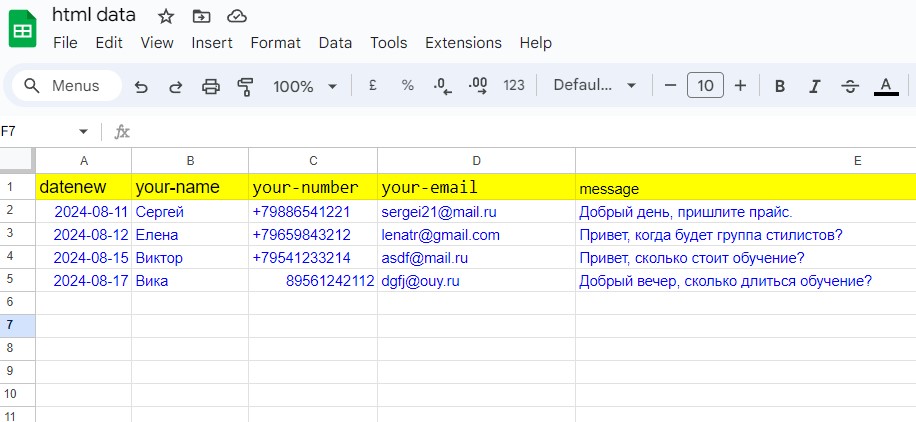 html data
File Edit View Insert Format Data Tools Extensions Help
Menus 100% £ % .0 .00 123 Defaul... − 10 + B I S A
F7 fx
A B C D E
1 datenew your-name your-number your-email message
2 2024-08-11 Сергей +79886541221 sergei21@mail.ru Добрый день, пришлите прайс.
3 2024-08-12 Елена +79659843212 lenatr@gmail.com Привет, когда будет группа стилистов?
4 2024-08-15 Виктор +79541233214 asdf@mail.ru Привет, сколько стоит обучение?
5 2024-08-17 Вика 89561242112 dgfj@ouy.ru Добрый вечер, сколько длиться обучение?
6
7
8
9
10
11